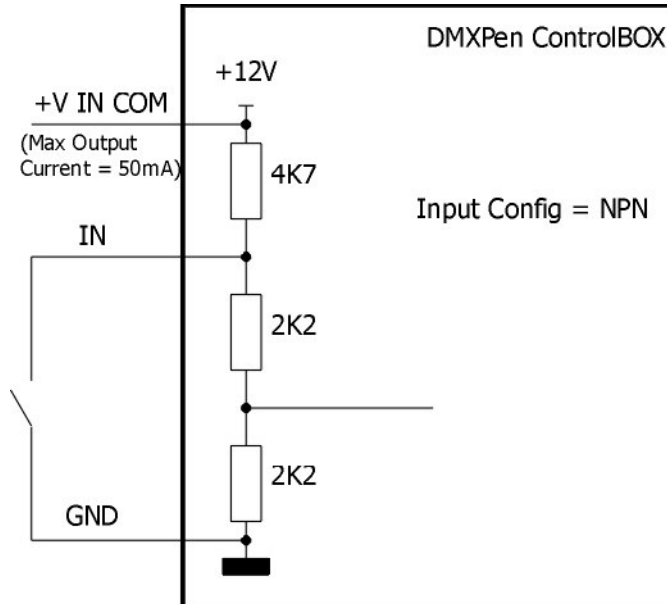 DMXPen ControlBOX
+12V
+V IN COM
(Max Output
Current = 50mA)
4K7
Input Config = NPN
IN
2K2
2K2
GND